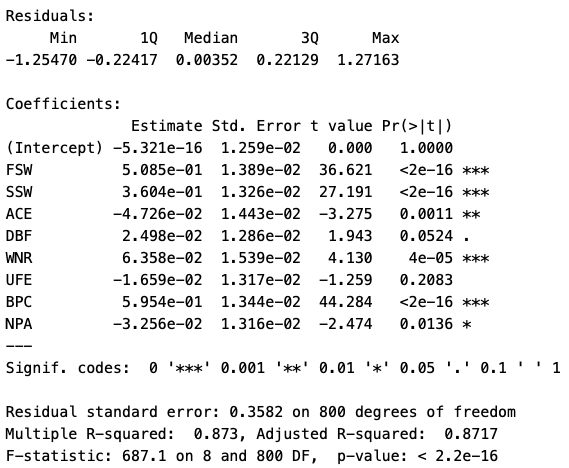 Residuals:
     Min       1Q   Median       3Q      Max
-1.25470 -0.22417  0.00352  0.22129  1.27163

Coefficients:
              Estimate Std. Error t value Pr(>|t|)
(Intercept) -5.321e-16  1.259e-02   0.000   1.0000
FSW          5.085e-01  1.389e-02  36.621   <2e-16 ***
SSW          3.604e-01  1.326e-02  27.191   <2e-16 ***
ACE         -4.726e-02  1.443e-02  -3.275   0.0011 **
DBF          2.498e-02  1.286e-02   1.943   0.0524 .
WNR          6.358e-02  1.539e-02   4.130    4e-05 ***
UFE         -1.659e-02  1.317e-02  -1.259   0.2083
BPC          5.954e-01  1.344e-02  44.284   <2e-16 ***
NPA         -3.256e-02  1.316e-02  -2.474   0.0136 *
---
Signif. codes:  0 '***' 0.001 '**' 0.01 '*' 0.05 '.' 0.1 ' ' 1

Residual standard error: 0.3582 on 800 degrees of freedom
Multiple R-squared:  0.873, Adjusted R-squared:  0.8717
F-statistic: 687.1 on 8 and 800 DF,  p-value: < 2.2e-16